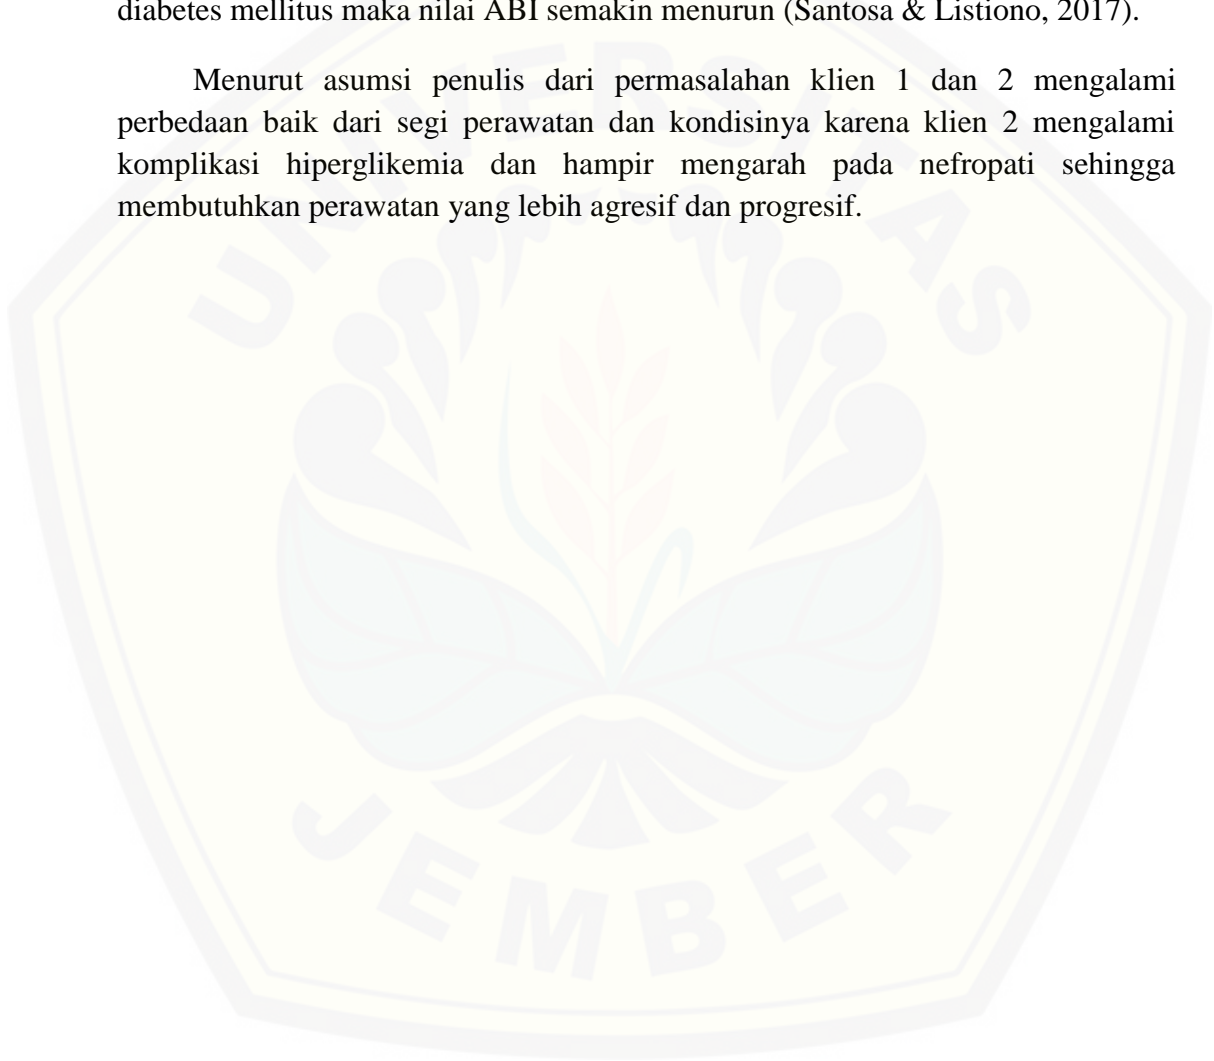 diabetes mellitus maka nilai ABI semakin menurun (Santosa & Listiono, 2017).
Menurut asumsi penulis dari permasalahan klien 1 dan 2 mengalami
perbedaan baik dari segi perawatan dan kondisinya karena klien 2 mengalami
komplikasi hiperglikemia dan hampir mengarah pada nefropati sehingga
membutuhkan perawatan yang lebih agresif dan progresif.
UNIVERSITAS
JEMBER